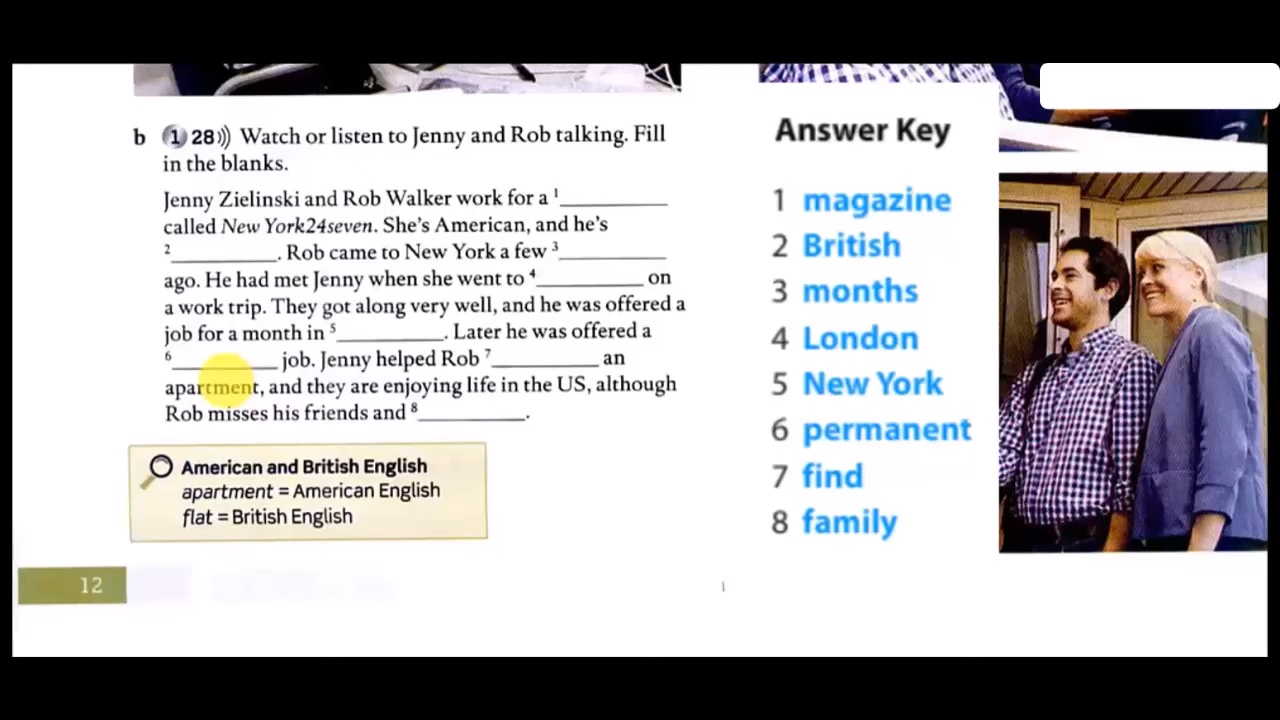 b 1 28 Watch or listen to Jenny and Rob talking. Fill
in the blanks.
Jenny Zielinski and Rob Walker work for a 1__________
called New York24seven. She's American, and he's
2__________. Rob came to New York a few 3__________
ago. He had met Jenny when she went to 4__________ on
a work trip. They got along very well, and he was offered a
job for a month in 5__________. Later he was offered a
6__________ job. Jenny helped Rob 7__________ an
apartment, and they are enjoying life in the US, although
Rob misses his friends and 8__________.
American and British English
apartment = American English
flat = British English
12
Answer Key
1 magazine
2 British
3 months
4 London
5 New York
6 permanent
7 find
8 family